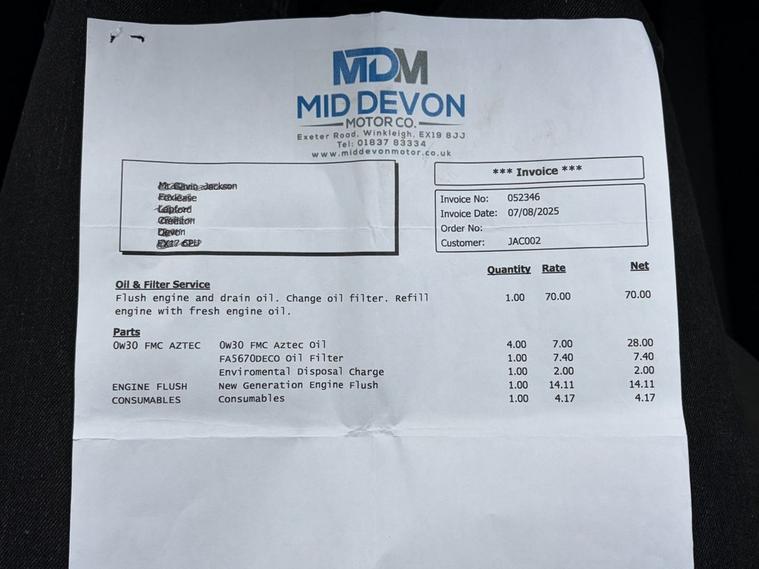 MDM
MID DEVON
MOTOR CO.
Exeter Road, Winkleigh, EX19 8JJ
Tel: 01837 83334
www.middevonmotor.co.uk
*** Invoice ***
Invoice No: 052346
Invoice Date: 07/08/2025
Order No:
Customer: JAC002
Quantity Rate Net
Oil & Filter Service
Flush engine and drain oil. Change oil filter. Refill 1.00 70.00 70.00
engine with fresh engine oil.
Parts
0w30 FMC AZTEC 0w30 FMC Aztec Oil 4.00 7.00 28.00
FA5670DECO Oil Filter 1.00 7.40 7.40
Enviromental Disposal Charge 1.00 2.00 2.00
ENGINE FLUSH New Generation Engine Flush 1.00 14.11 14.11
CONSUMABLES Consumables 1.00 4.17 4.17